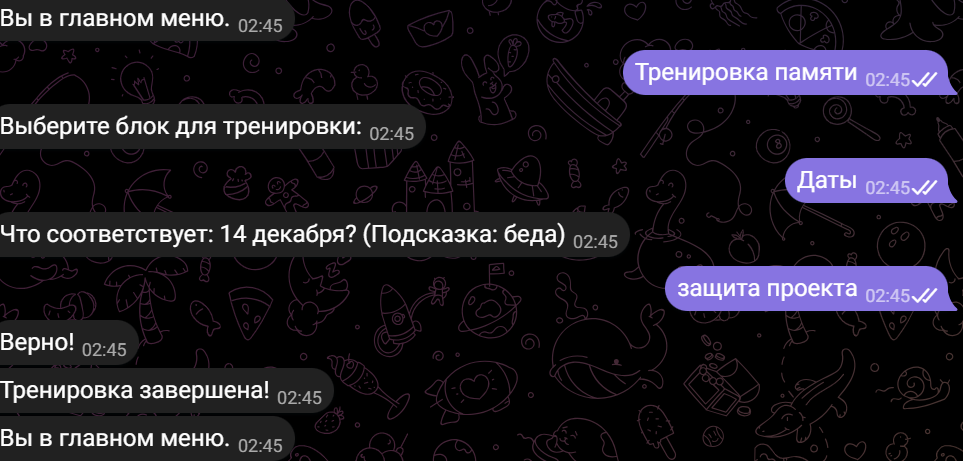 Вы в главном меню. 02:45
Тренировка памяти 02:45
Выберите блок для тренировки: 02:45
Даты 02:45
Что соответствует: 14 декабря? (Подсказка: беда) 02:45
защита проекта 02:45
Верно! 02:45
Тренировка завершена! 02:45
Вы в главном меню. 02:45